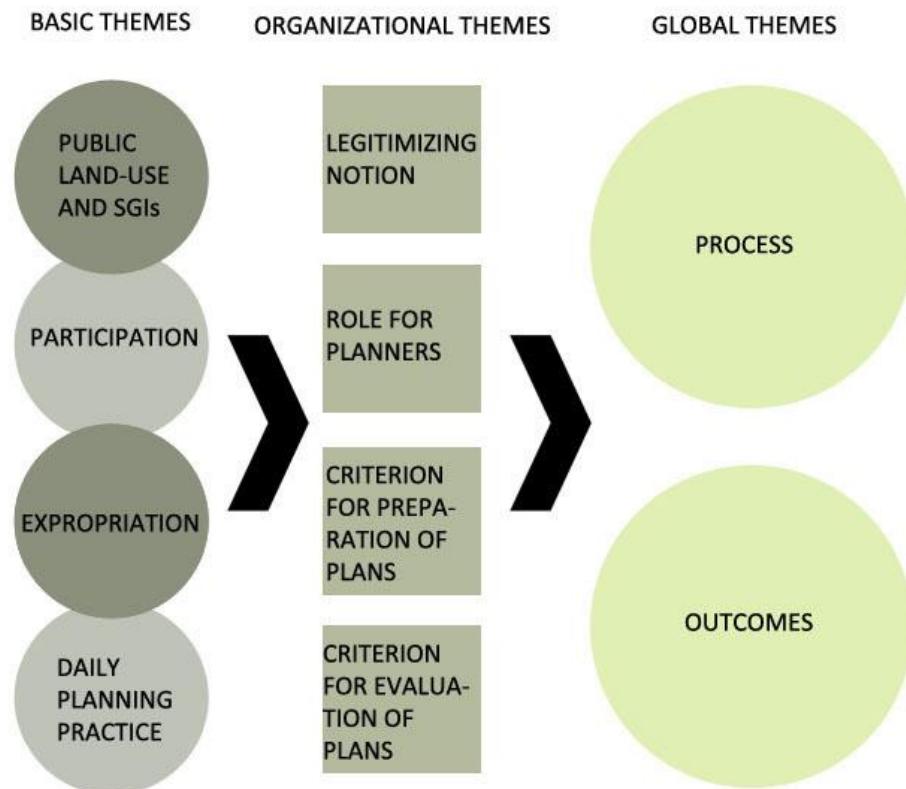 BASIC THEMES
ORGANIZATIONAL THEMES
GLOBAL THEMES
PUBLIC
LAND-USE
AND SGIs
PARTICIPATION
EXPROPRIATION
DAILY
PLANNING
PRACTICE
LEGITIMIZING
NOTION
ROLE FOR
PLANNERS
CRITERION
FOR PREPA-
RATION OF
PLANS
CRITERION
FOR EVALUA-
TION OF
PLANS
PROCESS
OUTCOMES